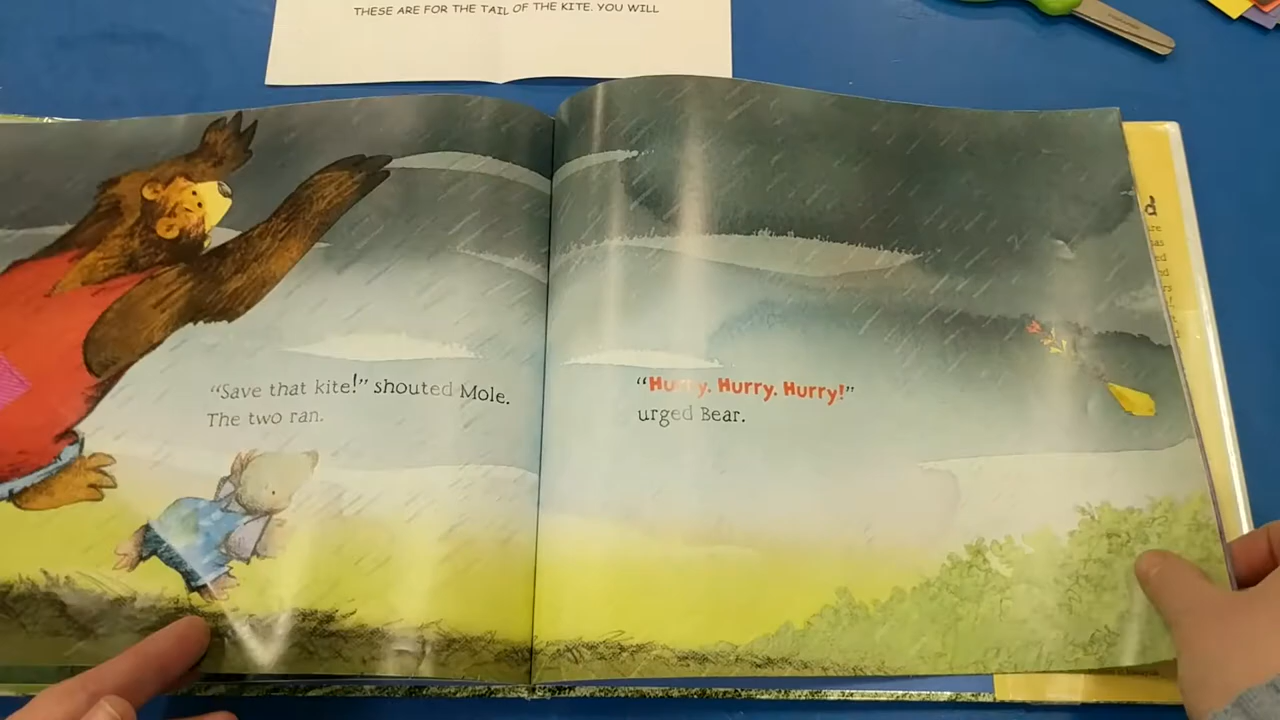 THESE ARE FOR THE TAIL OF THE KITE. YOU WILL
“Save that kite!” shouted Mole.
The two ran.
“Hurry. Hurry. Hurry!”
urged Bear.